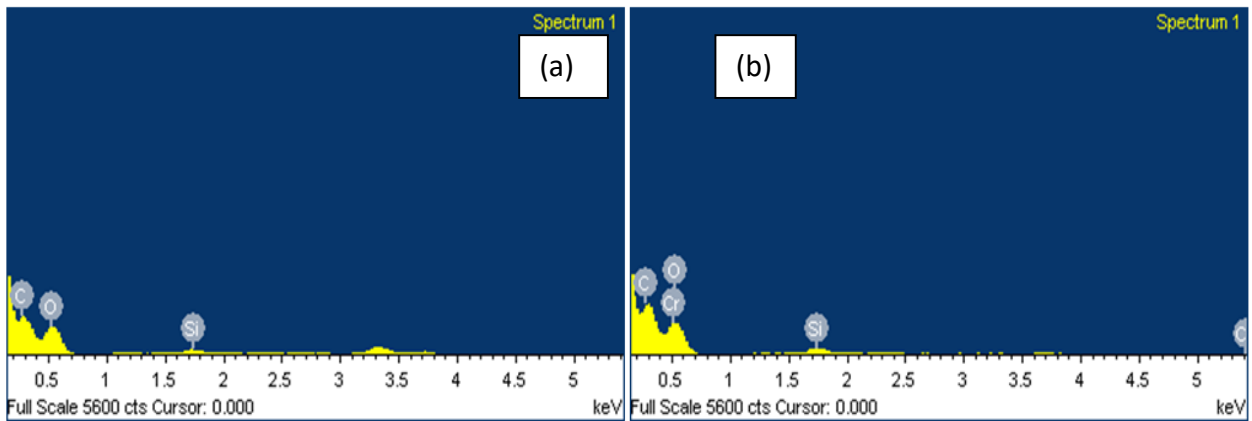 Spectrum 1
(a)
C
O
Si
0.5 1 1.5 2 2.5 3 3.5 4 4.5 5
Full Scale 5600 cts Cursor: 0.000 keV
Spectrum 1
(b)
O
C
Cr
Si
C
0.5 1 1.5 2 2.5 3 3.5 4 4.5 5
Full Scale 5600 cts Cursor: 0.000 keV